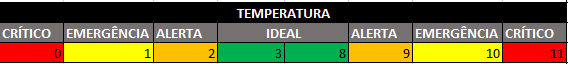 TEMPERATURA
CRÍTICO EMERGÊNCIA ALERTA IDEAL ALERTA EMERGÊNCIA CRÍTICO
0 1 2 3 8 9 10 11